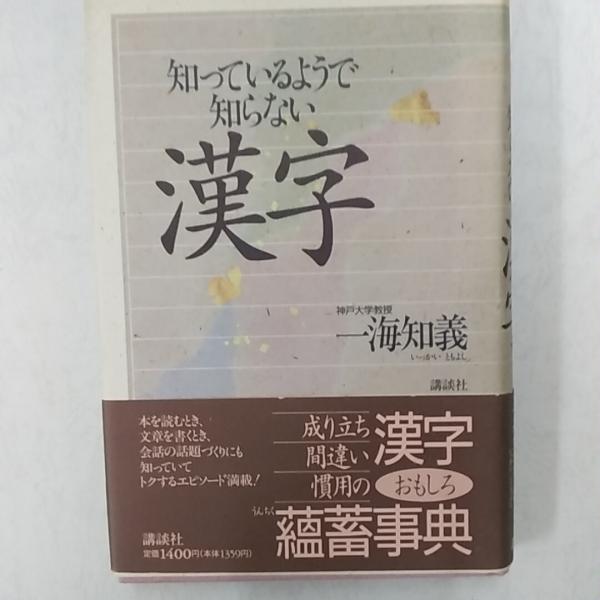 知っているようで
知らない
漢字
神戸大学教授
一海知義
いっかい ともよし
講談社
本を読むとき、
文章を書くとき、
会話の話題づくりにも
知っていて
トクするエピソード満載!
講談社
定価1400円(本体1359円)
成り立ち
間違い
慣用の
漢字
おもしろ
うんちく
蘊蓄事典